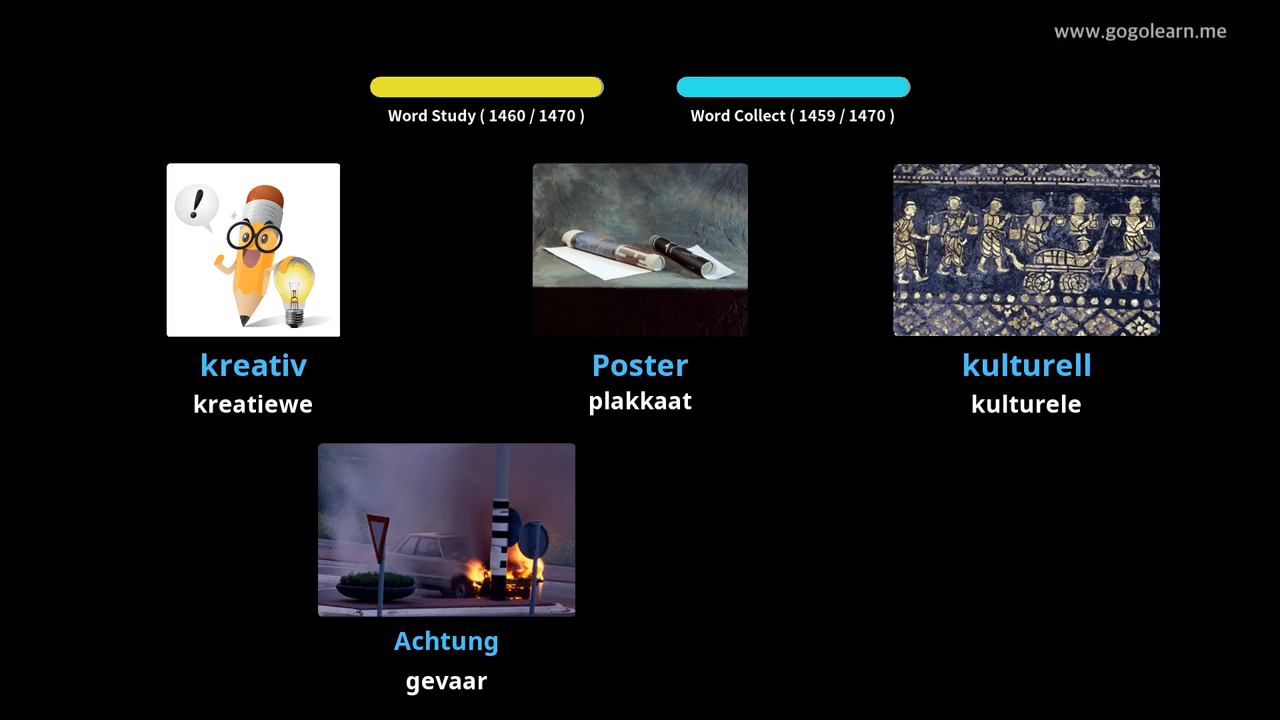 www.gogolearn.me
Word Study ( 1460 / 1470 )
Word Collect ( 1459 / 1470 )
!
kreativ
Poster
kulturell
kreatiewe
plakkaat
kulturele
Achtung
gevaar